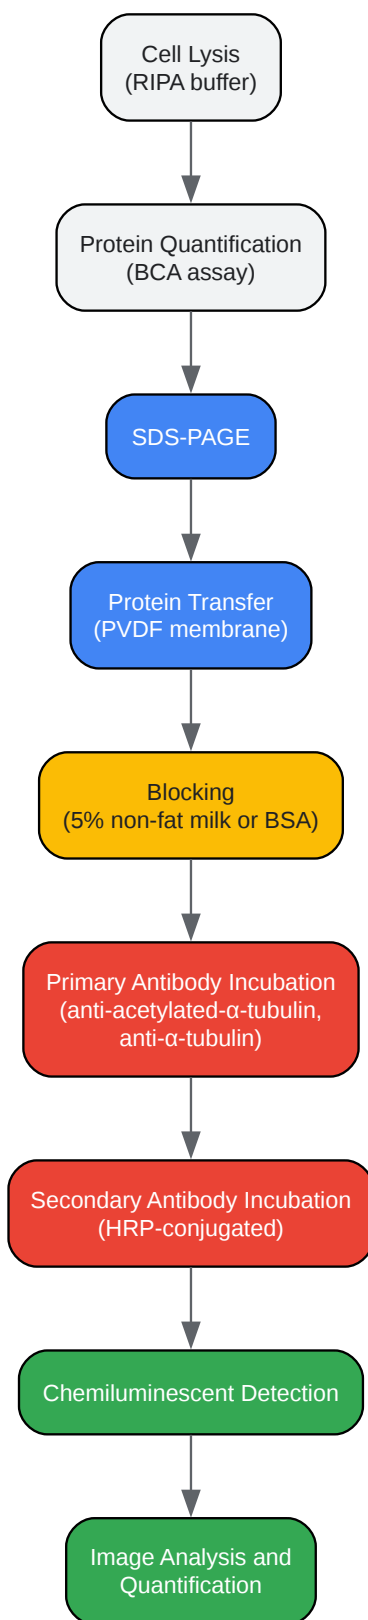 Cell Lysis
(RIPA buffer)
Protein Quantification
(BCA assay)
SDS-PAGE
Protein Transfer
(PVDF membrane)
Blocking
(5% non-fat milk or BSA)
Primary Antibody Incubation
(anti-acetylated-α-tubulin,
anti-α-tubulin)
Secondary Antibody Incubation
(HRP-conjugated)
Chemiluminescent Detection
Image Analysis and
Quantification